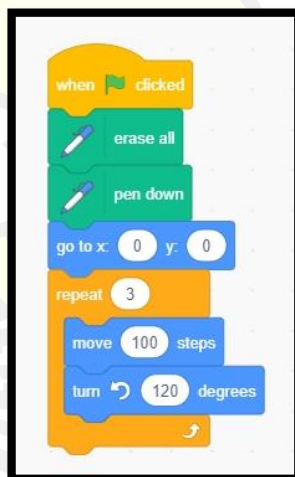 when clicked
erase all
pen down
go to x: 0 y: 0
repeat 3
move 100 steps
turn 120 degrees